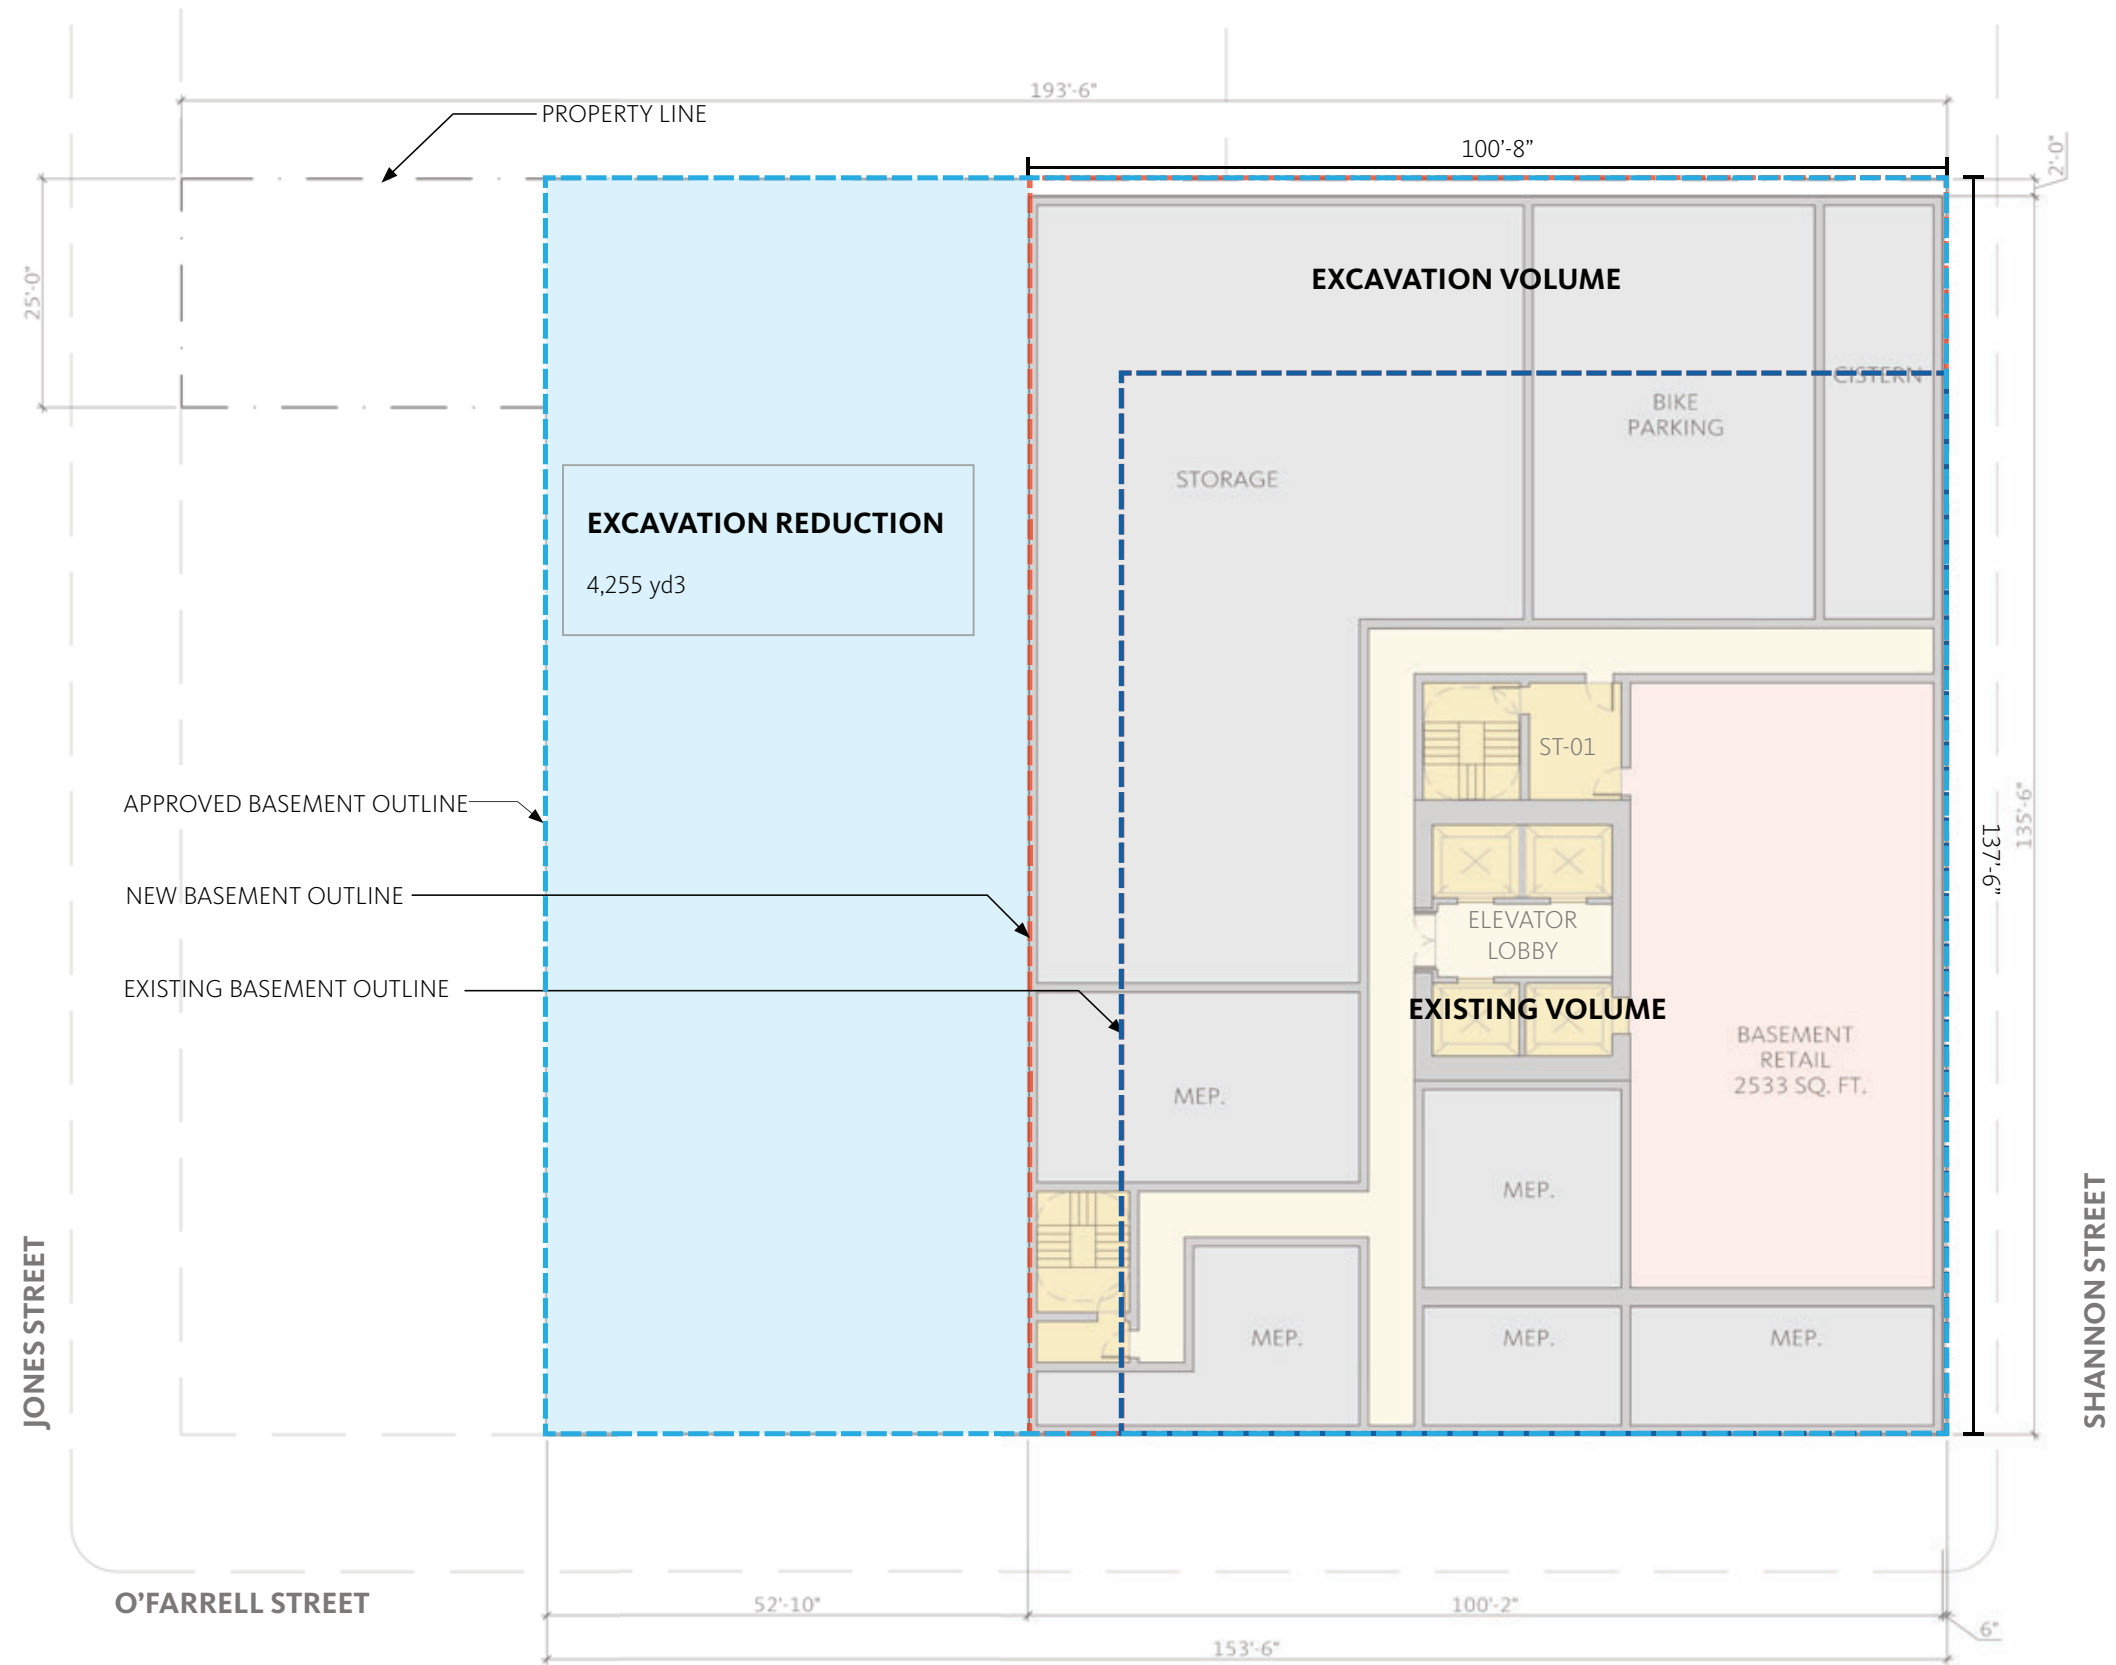 193'-6"
PROPERTY LINE
100'-8”
2'-0"
25'-0"
EXCAVATION VOLUME
CISTERN
BIKE
PARKING
STORAGE
EXCAVATION REDUCTION
4,255 yd3
ST-01
APPROVED BASEMENT OUTLINE
135'-6"
137'-6”
NEW BASEMENT OUTLINE
ELEVATOR
LOBBY
EXISTING BASEMENT OUTLINE
EXISTING VOLUME
BASEMENT
RETAIL
2533 SQ. FT.
MEP.
MEP.
MEP.
MEP.
MEP.
JONES STREET
SHANNON STREET
O’FARRELL STREET
52'-10"
100'-2"
6"
153'-6"